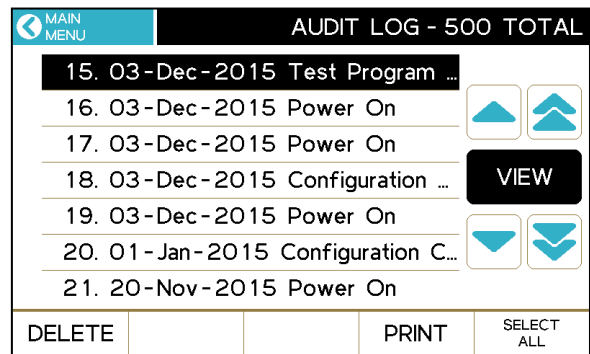 MAIN
MENU
AUDIT LOG - 500 TOTAL
15. 03-Dec-2015 Test Program ...
16. 03-Dec-2015 Power On
17. 03-Dec-2015 Power On
18. 03-Dec-2015 Configuration ...
VIEW
19. 03-Dec-2015 Power On
20. 01-Jan-2015 Configuration C...
21. 20-Nov-2015 Power On
DELETE
PRINT
SELECT
ALL